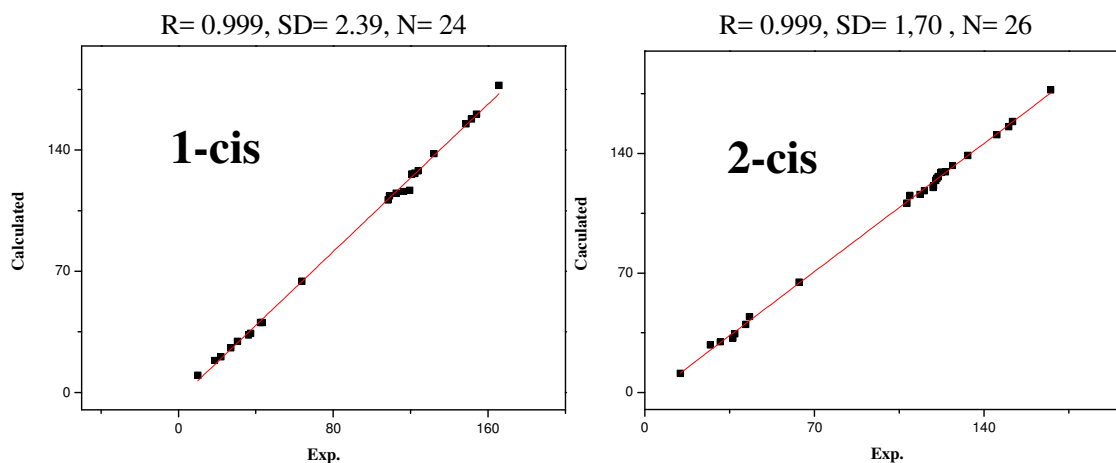 R= 0.999, SD= 2.39, N= 24
1-cis
Calculated
140
70
0
0
80
160
Exp.
R= 0.999, SD= 1,70 , N= 26
2-cis
Caculated
140
70
0
0
70
140
Exp.